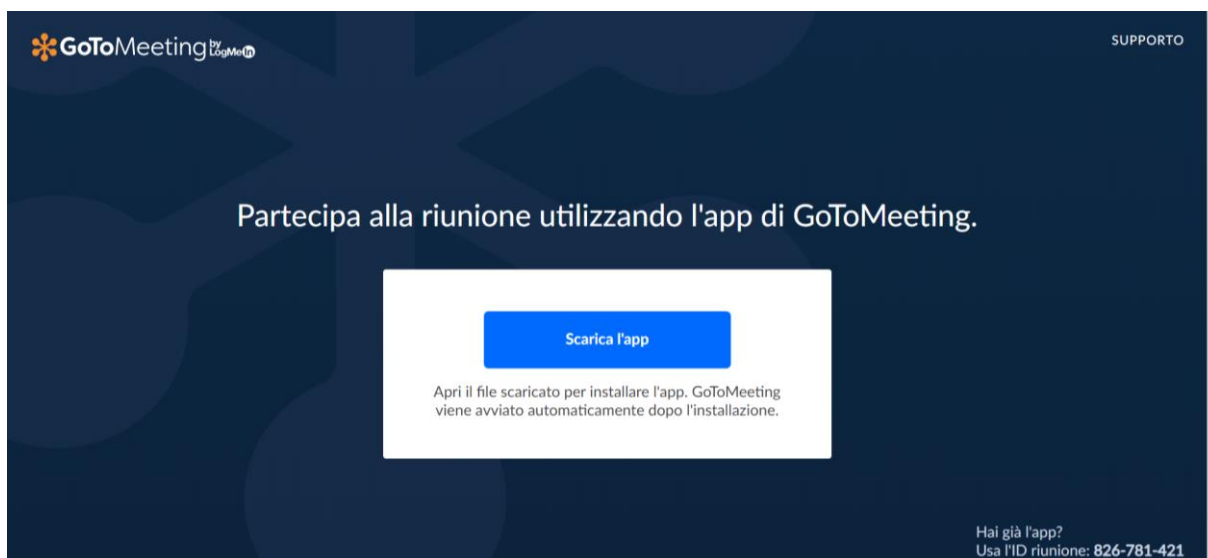 GoToMeeting by LogMeIn
SUPPORTO
Partecipa alla riunione utilizzando l'app di GoToMeeting.
Scarica l'app
Apri il file scaricato per installare l'app. GoToMeeting
viene avviato automaticamente dopo l'installazione.
Hai già l'app?
Usa l'ID riunione: 826-781-421